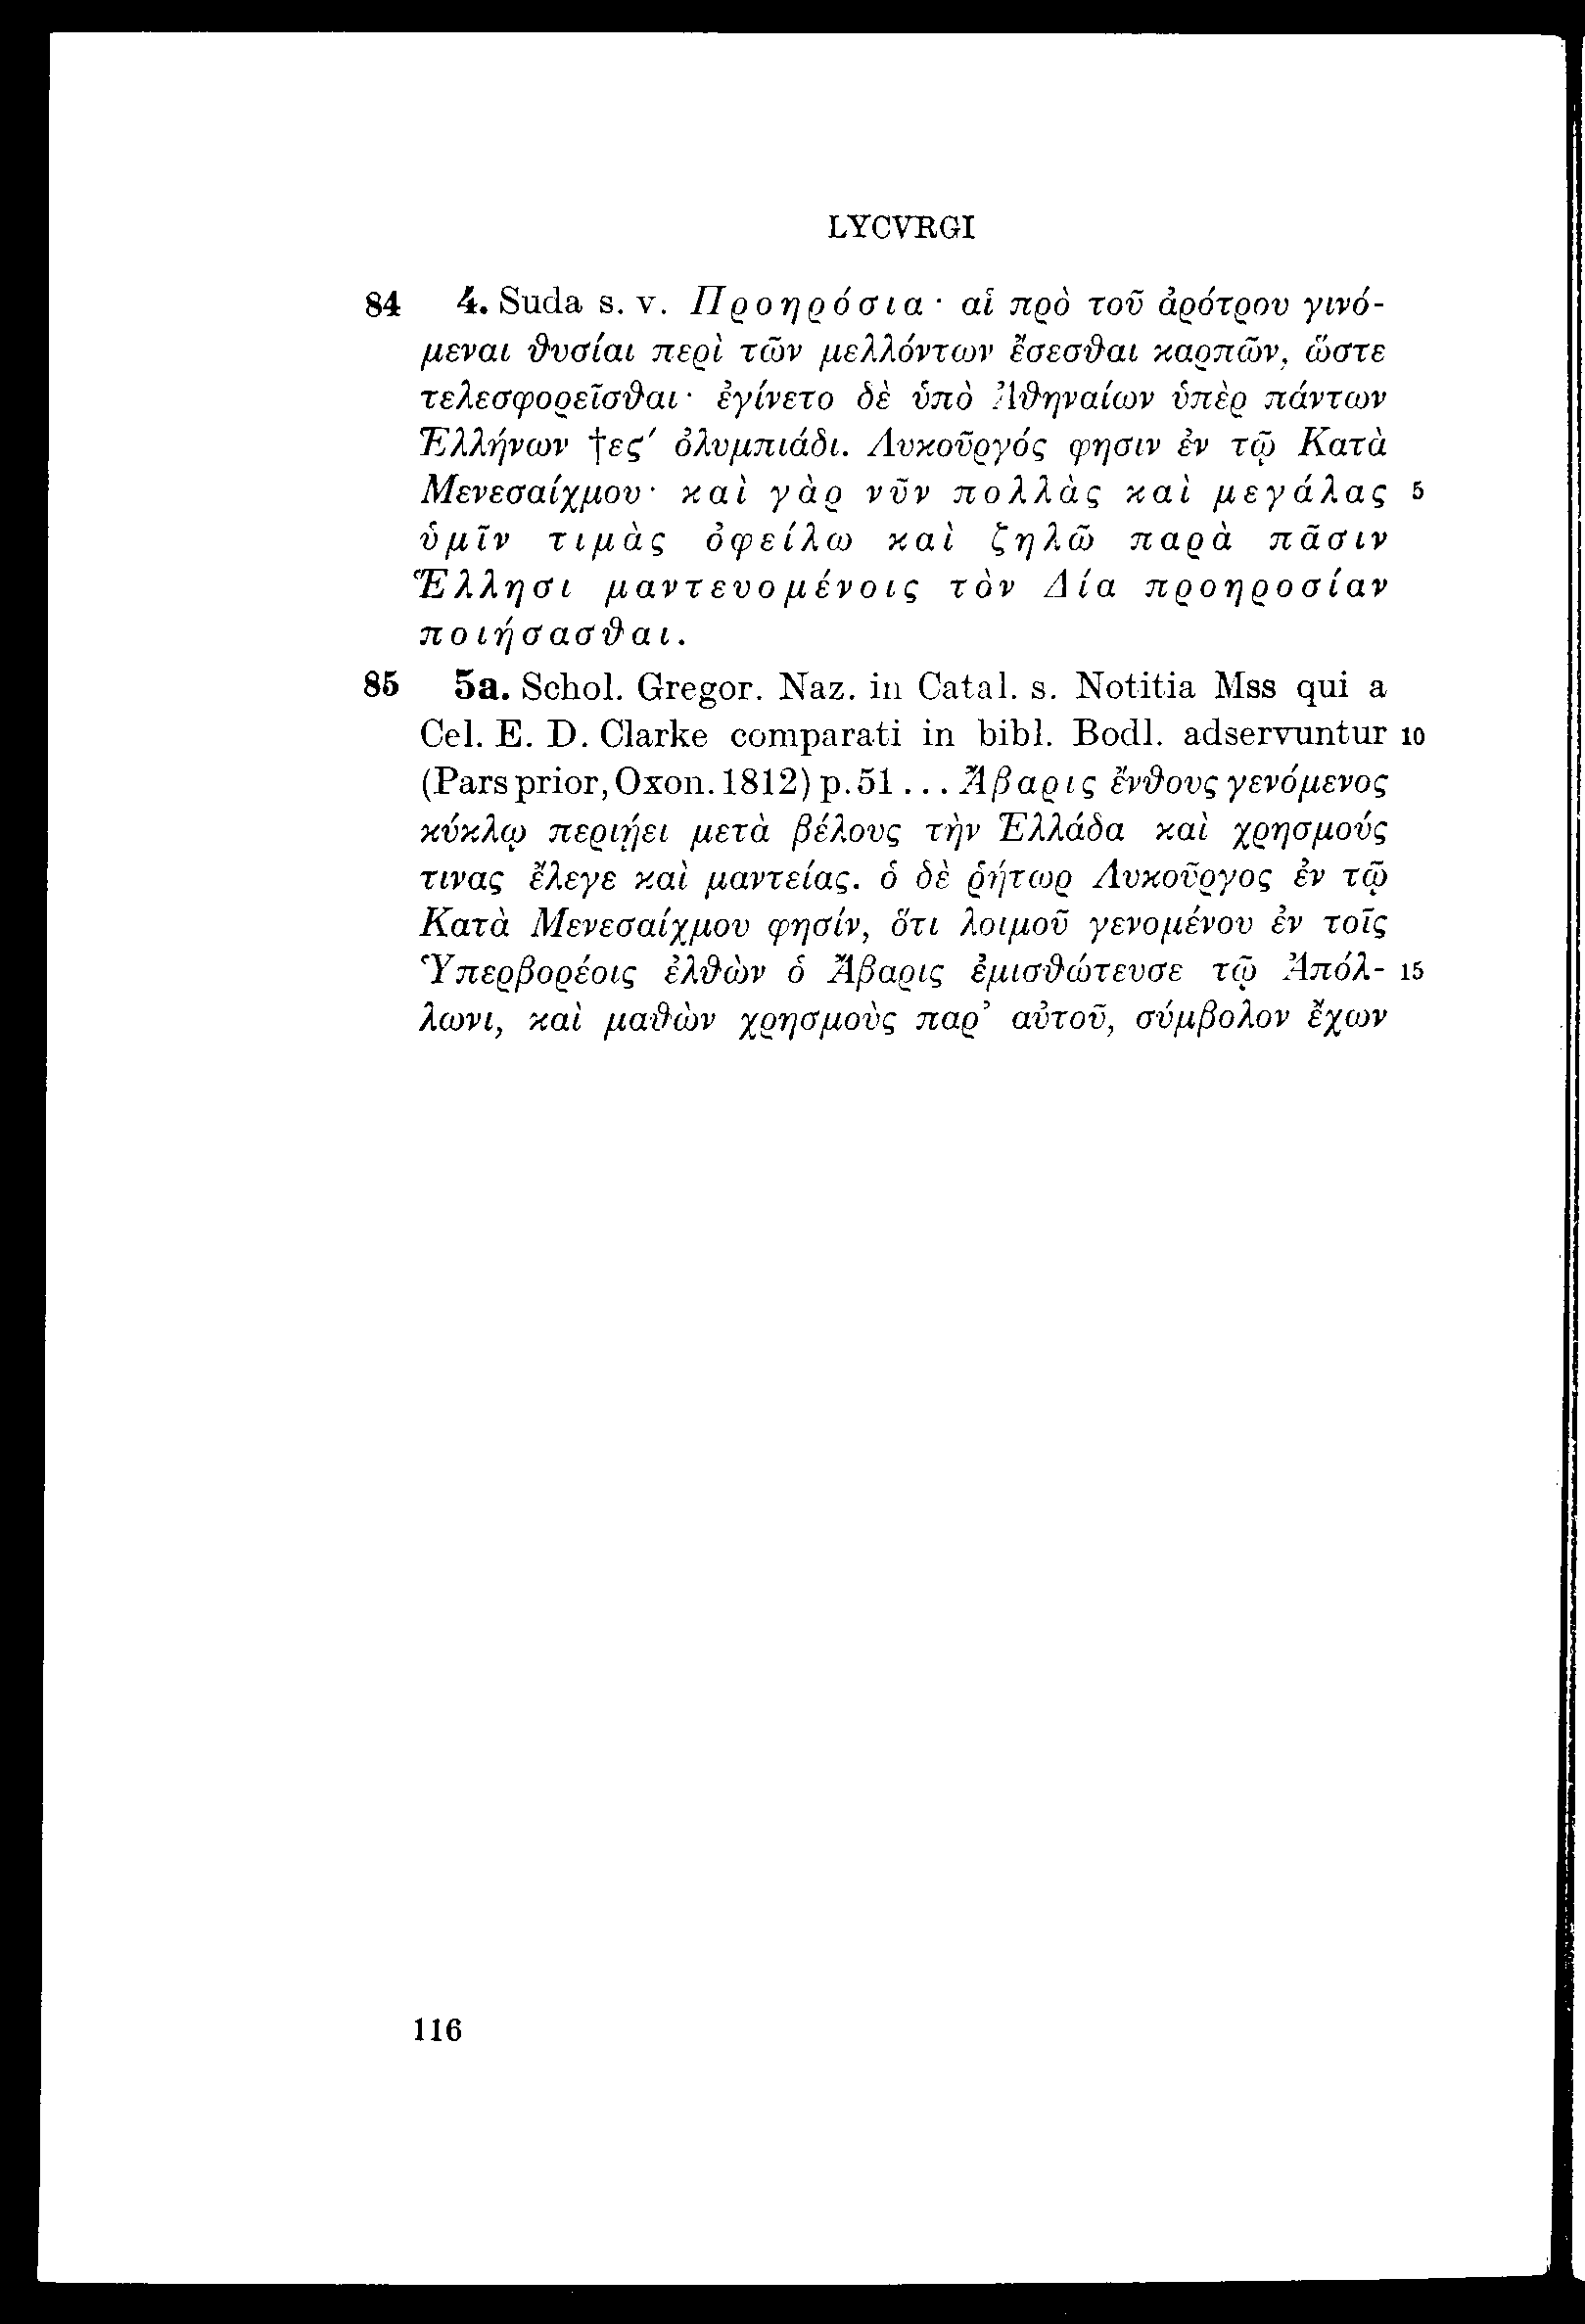 LYCVRGI
84 4. Suda s. v. Προηρόσια· αἱ πρὸ τοῦ ἀρότρου γινό-
μεναι θυσίαι περὶ τῶν μελλόντων ἔσεσθαι καρπῶν, ὥστε
τελεσφορεῖσθαι· ἐγίνετο δὲ ὑπὸ Ἀθηναίων ὑπὲρ πάντων
Ἑλλήνων †ες′ ὀλυμπιάδι. Λυκοῦργός φησιν ἐν τῷ Κατὰ
Μενεσαίχμου· καὶ γὰρ νῦν πολλὰς καὶ μεγάλας 5
ὑμῖν τιμὰς ὀφείλω καὶ ζηλῶ παρὰ πᾶσιν
Ἕλλησι μαντευομένοις τὸν Δία προηροσίαν
ποιήσασθαι.
85 5a. Schol. Gregor. Naz. in Catal. s. Notitia Mss qui a
Cel. E. D. Clarke comparati in bibl. Bodl. adservuntur 10
(Pars prior, Oxon. 1812) p. 51 ... Ἄβαρις ἔνθους γενόμενος
κύκλῳ περιῄει μετὰ βέλους τὴν Ἑλλάδα καὶ χρησμούς
τινας ἔλεγε καὶ μαντείας. ὁ δὲ ῥήτωρ Λυκοῦργος ἐν τῷ
Κατὰ Μενεσαίχμου φησίν, ὅτι λοιμοῦ γενομένου ἐν τοῖς
Ὑπερβορέοις ἐλθὼν ὁ Ἄβαρις ἐμισθώτευσε τῷ Ἀπόλ- 15
λωνι, καὶ μαθὼν χρησμοὺς παρ᾽ αὐτοῦ, σύμβολον ἔχων
116